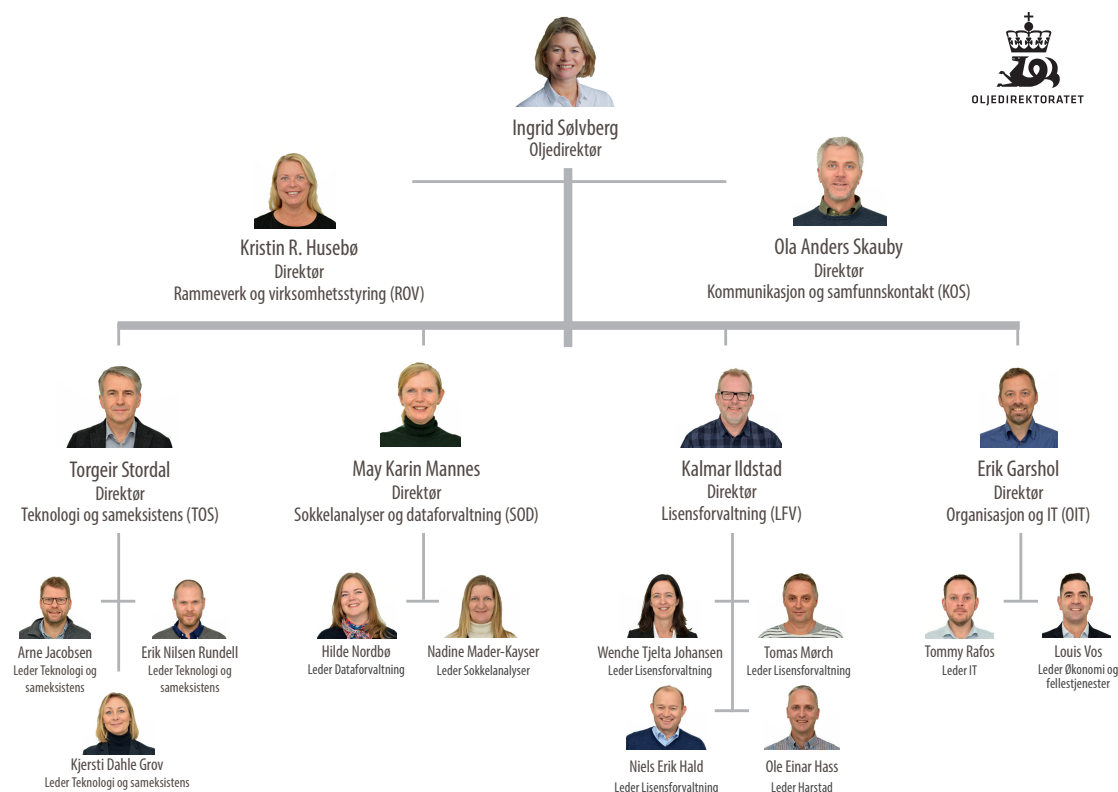 OLJEDIREKTORATET
Ingrid Sølvberg
Oljedirektør
Kristin R. Husebø
Direktør
Rammeverk og virksomhetsstyring (ROV)
Ola Anders Skauby
Direktør
Kommunikasjon og samfunnskontakt (KOS)
Torgeir Stordal
Direktør
Teknologi og sameksistens (TOS)
May Karin Mannes
Direktør
Sokkelanalyser og dataforvaltning (SOD)
Kalmar Ildstad
Direktør
Lisensforvaltning (LFV)
Erik Garshol
Direktør
Organisasjon og IT (OIT)
Arne Jacobsen
Leder Teknologi og
sameksistens
Erik Nilsen Rundell
Leder Teknologi og
sameksistens
Hilde Nordbø
Leder Dataforvaltning
Nadine Mader-Kayser
Leder Sokkelanalyser
Wenche Tjelta Johansen
Leder Lisensforvaltning
Tomas Mørch
Leder Lisensforvaltning
Tommy Rafos
Leder IT
Louis Vos
Leder Økonomi og
fellestjenester
Kjersti Dahle Grov
Leder Teknologi og sameksistens
Niels Erik Hald
Leder Lisensforvaltning
Ole Einar Hass
Leder Harstad